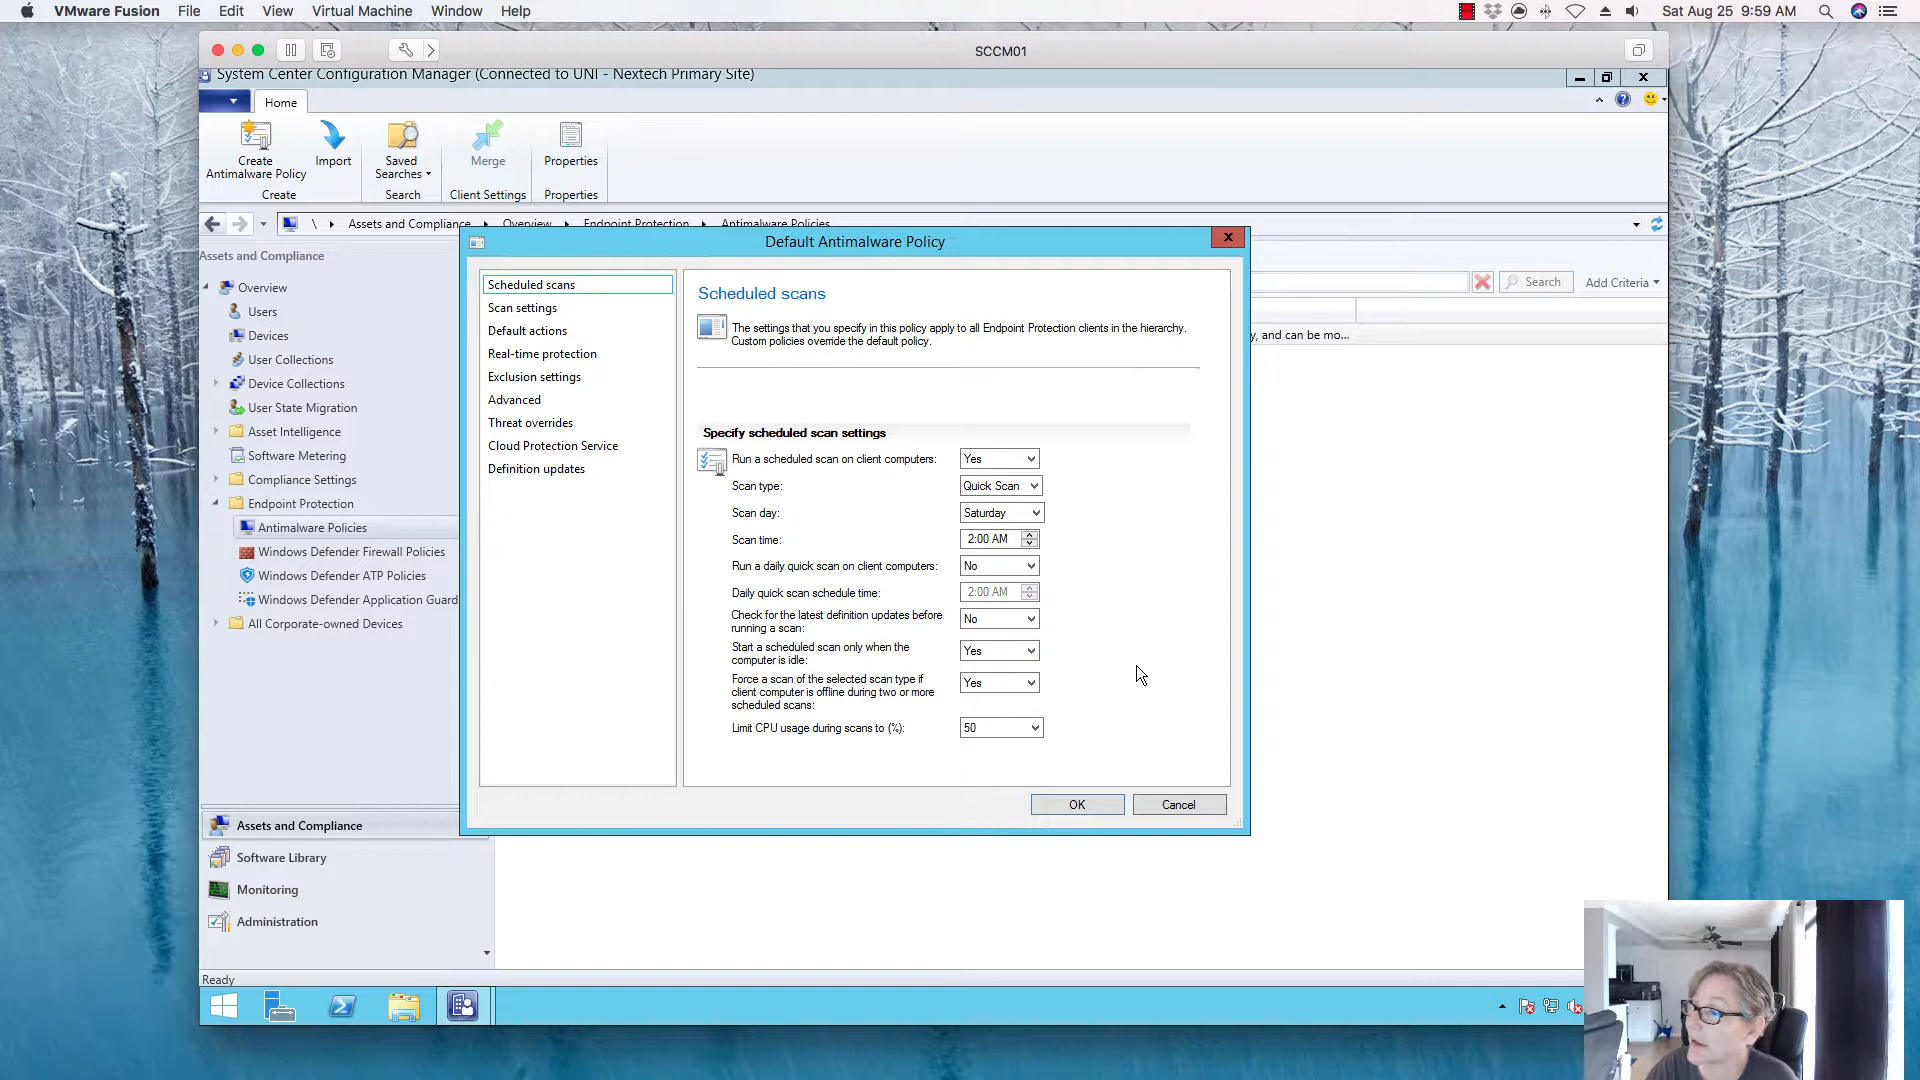 VMware Fusion File Edit View Virtual Machine Window Help Sat Aug 25 9:59 AM
SCCM01
System Center Configuration Manager (Connected to UNI - Nextech Primary Site)
Home
Create Antimalware Policy
Import
Saved Searches
Merge
Properties
Create
Search
Client Settings
Properties
\ Assets and Compliance Overview Endpoint Protection Antimalware Policies
Assets and Compliance
Overview
Users
Devices
User Collections
Device Collections
User State Migration
Asset Intelligence
Software Metering
Compliance Settings
Endpoint Protection
Antimalware Policies
Windows Defender Firewall Policies
Windows Defender ATP Policies
Windows Defender Application Guard
All Corporate-owned Devices
Assets and Compliance
Software Library
Monitoring
Administration
Ready
Search Add Criteria
y, and can be mo...
Default Antimalware Policy
Scheduled scans
Scan settings
Default actions
Real-time protection
Exclusion settings
Advanced
Threat overrides
Cloud Protection Service
Definition updates
Scheduled scans
The settings that you specify in this policy apply to all Endpoint Protection clients in the hierarchy.
Custom policies override the default policy.
Specify scheduled scan settings
Run a scheduled scan on client computers: Yes
Scan type: Quick Scan
Scan day: Saturday
Scan time: 2:00 AM
Run a daily quick scan on client computers: No
Daily quick scan schedule time: 2:00 AM
Check for the latest definition updates before
running a scan: No
Start a scheduled scan only when the
computer is idle: Yes
Force a scan of the selected scan type if
client computer is offline during two or more
scheduled scans: Yes
Limit CPU usage during scans to (%): 50
OK Cancel